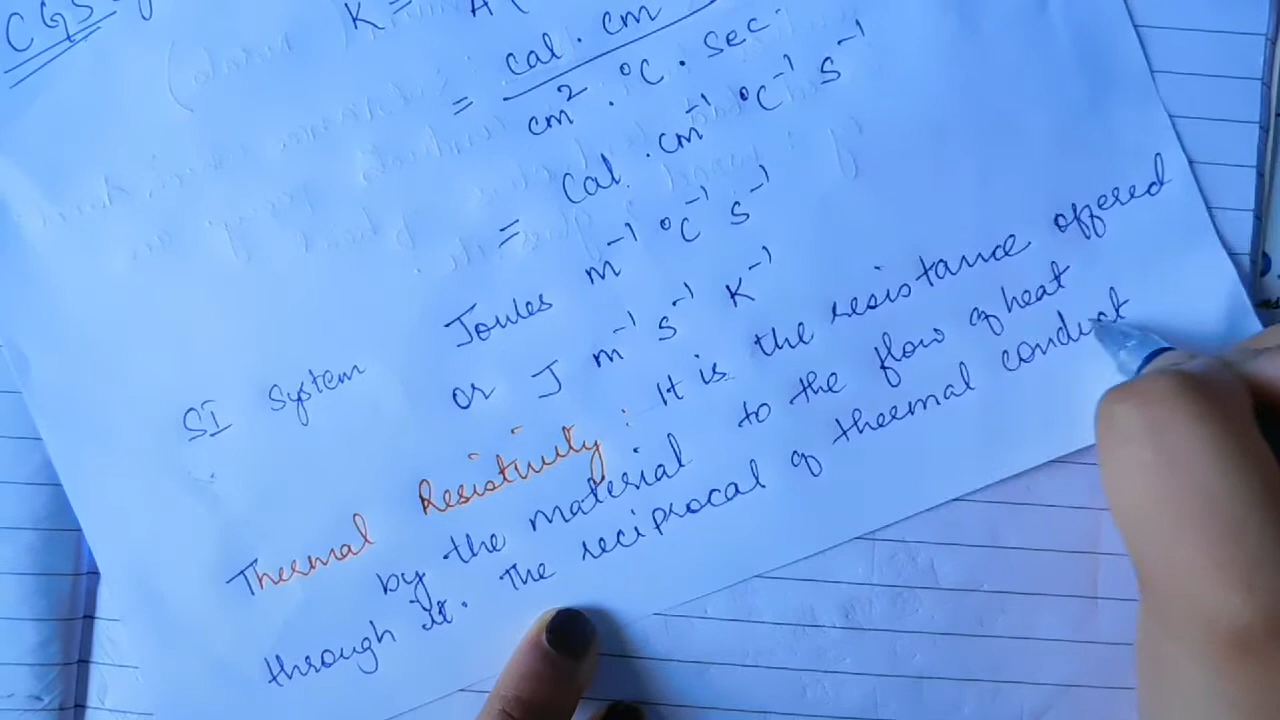 CGS
K =
= cal . cm
cm² . °C . sec.
= Cal . cm⁻¹ °C⁻¹ S⁻¹
SI System Joules m⁻¹ °C⁻¹ S⁻¹
or J m⁻¹ s⁻¹ K⁻¹
Thermal Resistivity : It is the resistance offered
by the material to the flow of heat
through it. The reciprocal of thermal conduct